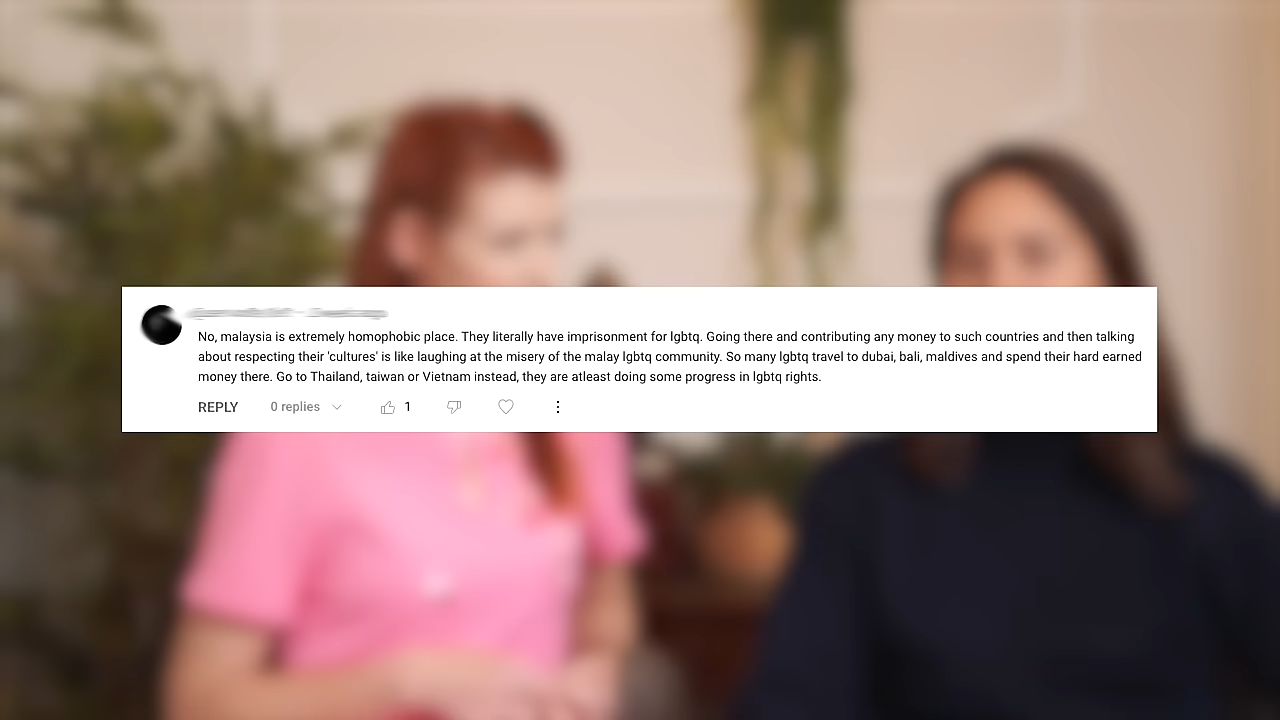 No, malaysia is extremely homophobic place. They literally have imprisonment for lgbtq. Going there and contributing any money to such countries and then talking
about respecting their 'cultures' is like laughing at the misery of the malay lgbtq community. So many lgbtq travel to dubai, bali, maldives and spend their hard earned
money there. Go to Thailand, taiwan or Vietnam instead, they are atleast doing some progress in lgbtq rights.
REPLY 0 replies 1